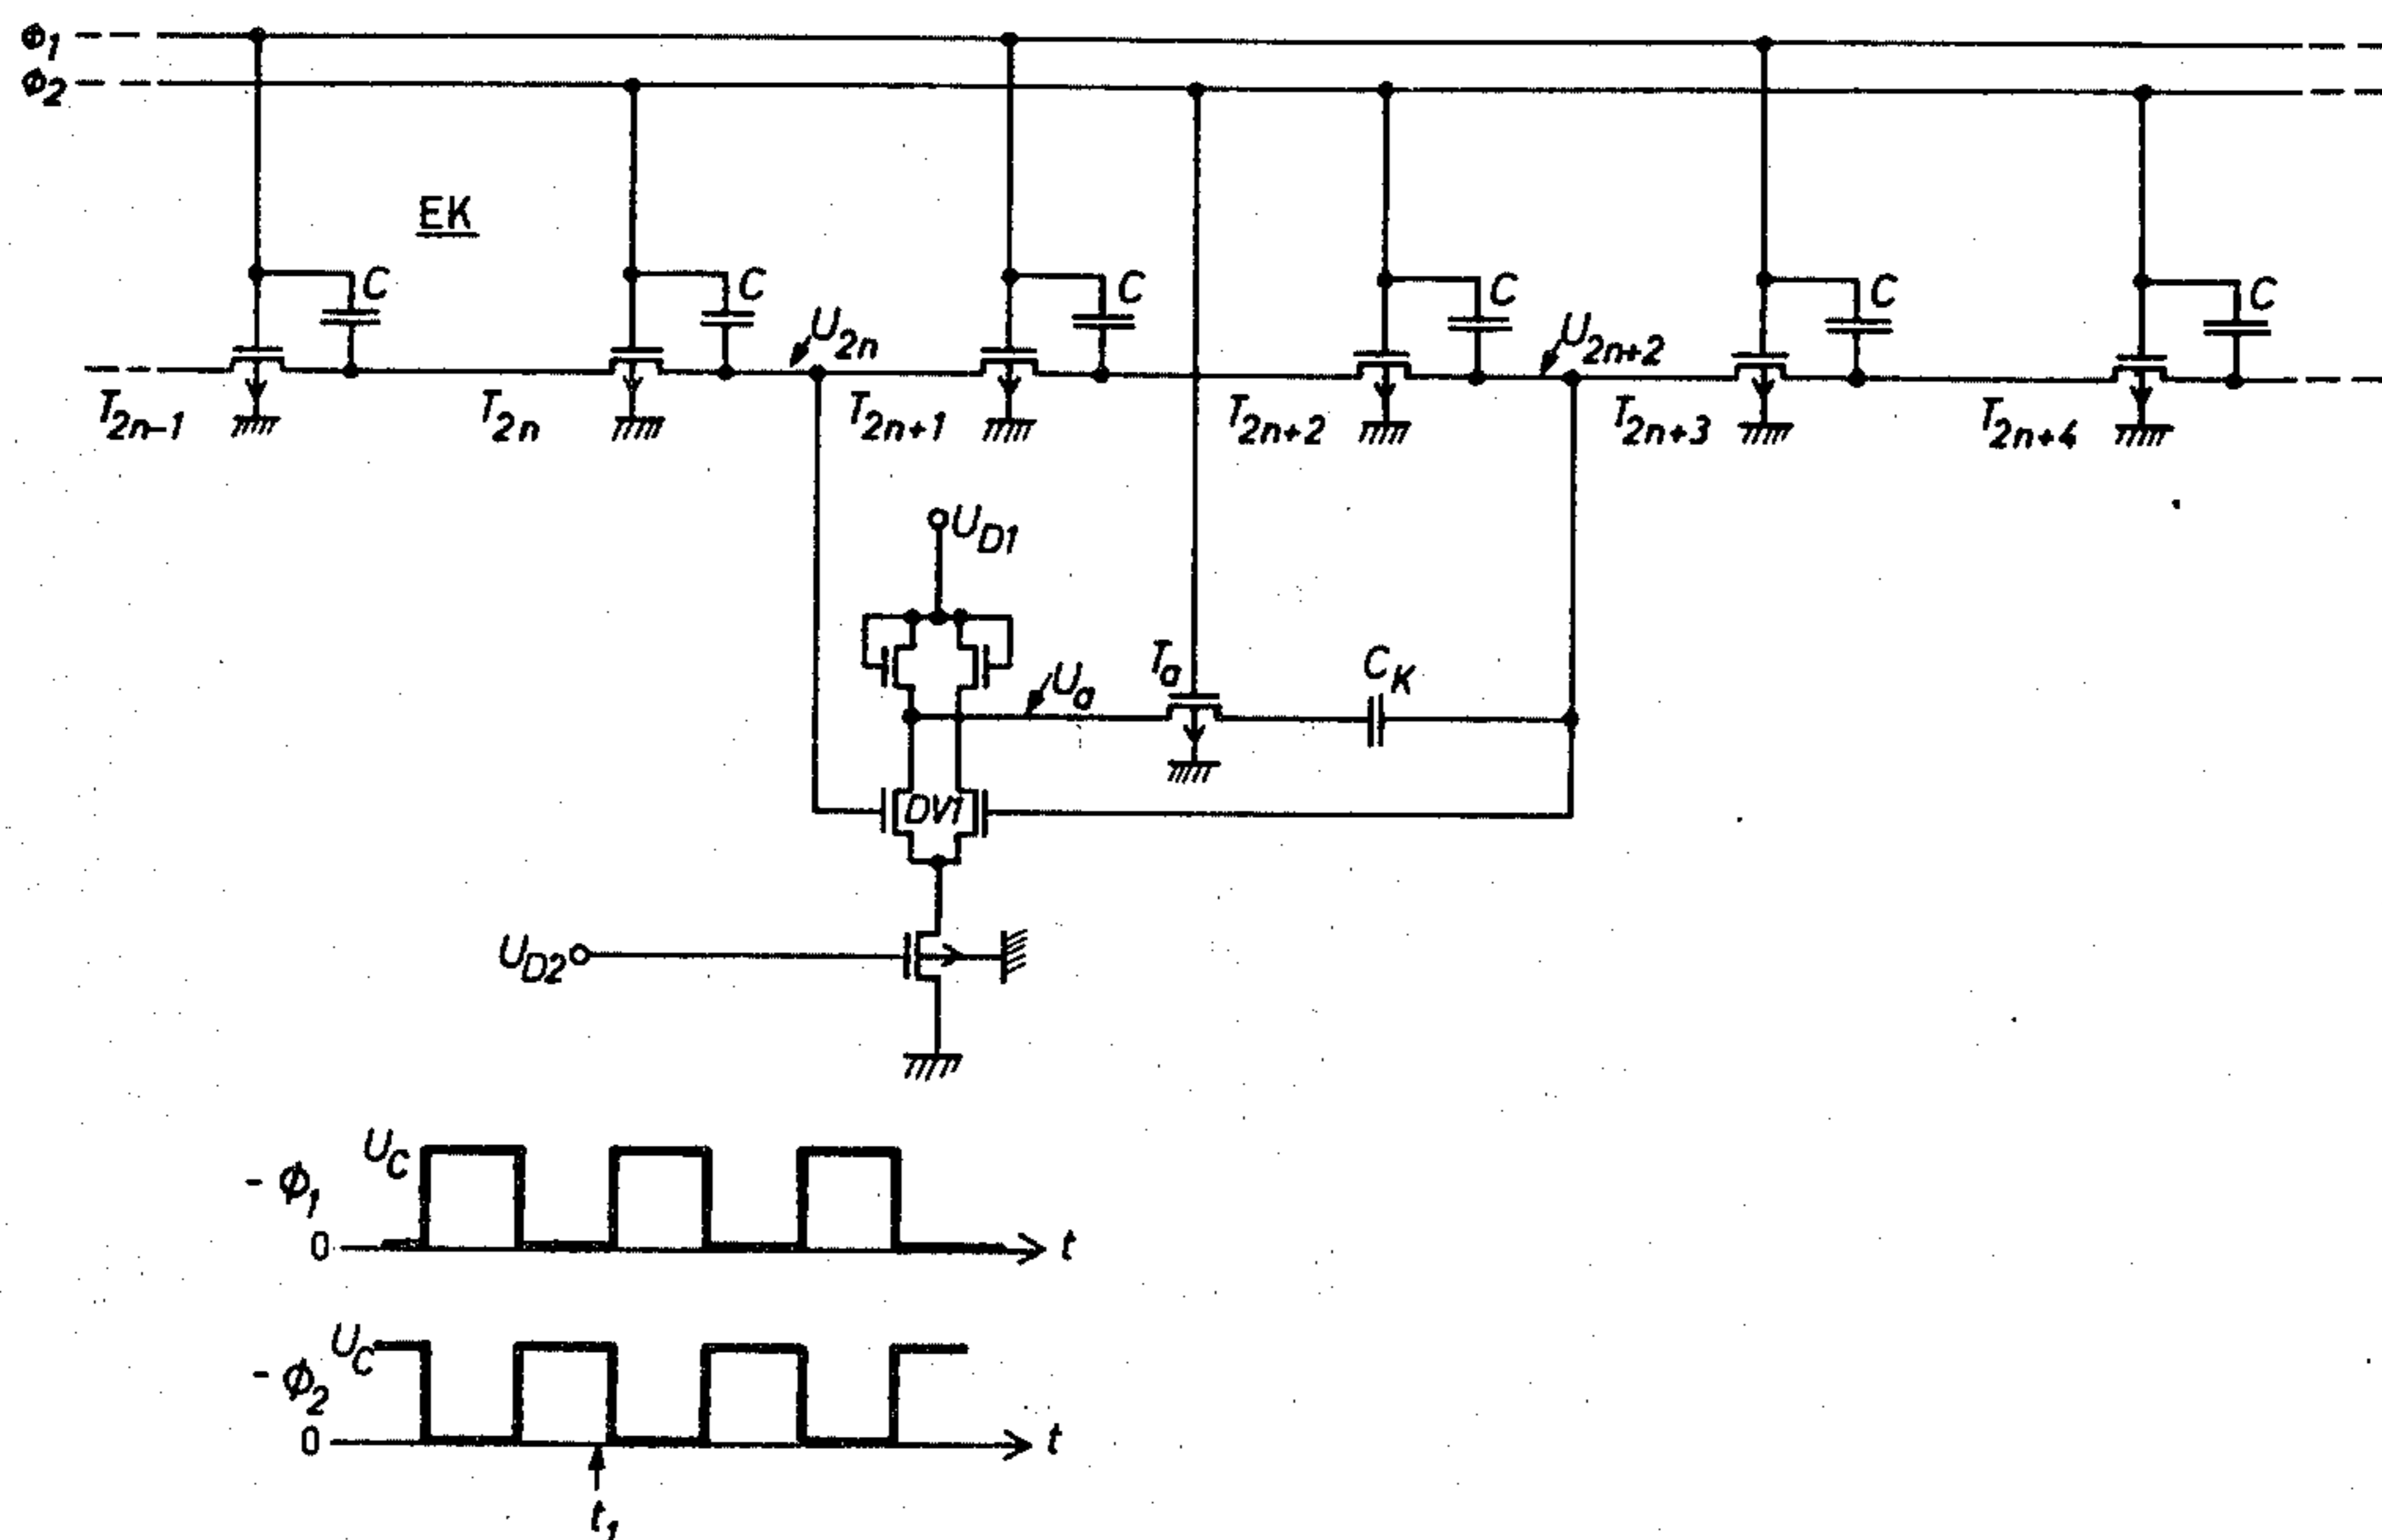 Φ1
Φ2
EK
C
C
C
C
C
C
U2n
U2n+2
T2n-1
T2n
T2n+1
T2n+2
T2n+3
T2n+4
UD1
Ta
CK
Ua
DV1
UD2
UC
- Φ1
0
t
UC
- Φ2
0
t
t1